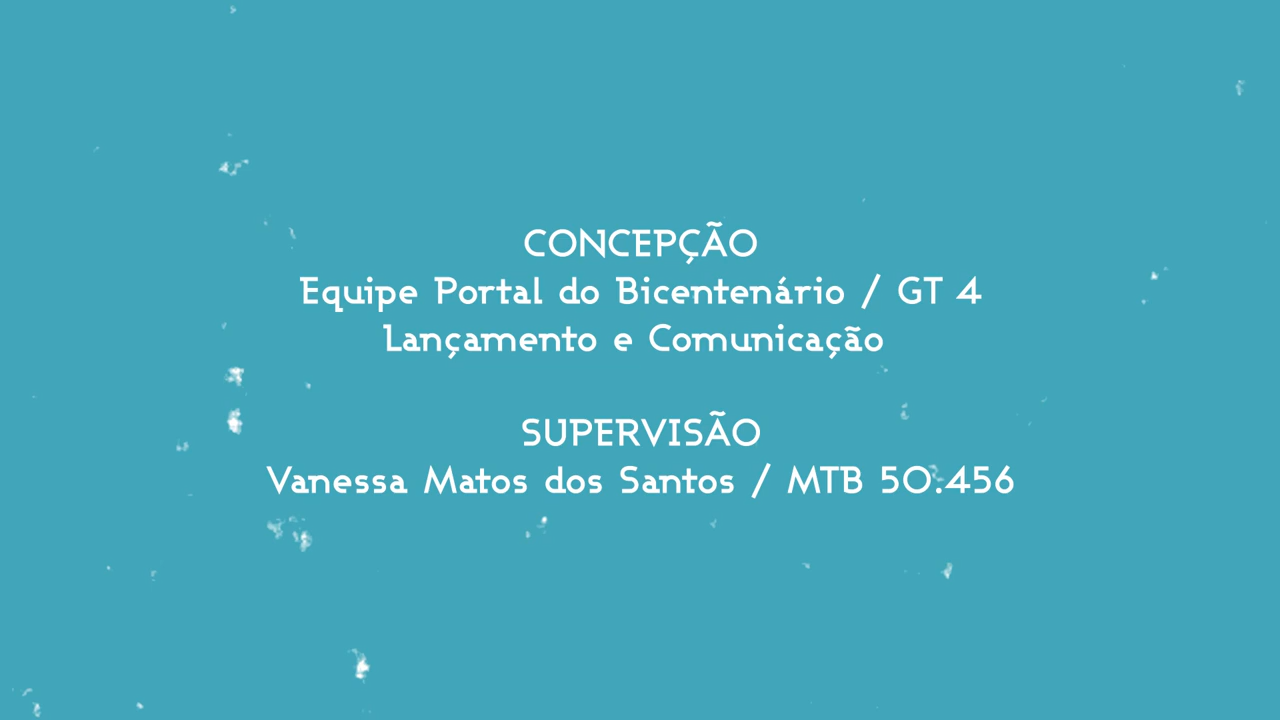 CONCEPÇÃO
Equipe Portal do Bicentenário / GT 4
Lançamento e Comunicação
SUPERVISÃO
Vanessa Matos dos Santos / MTB 50.456